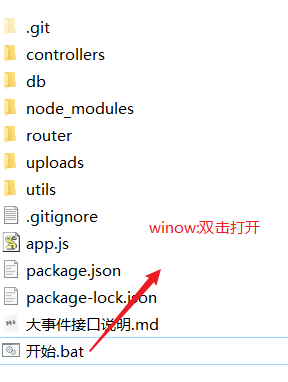 .git
controllers
db
node_modules
router
uploads
utils
.gitignore
winow:双击打开
app.js
package.json
package-lock.json
大事件接口说明.md
开始.bat